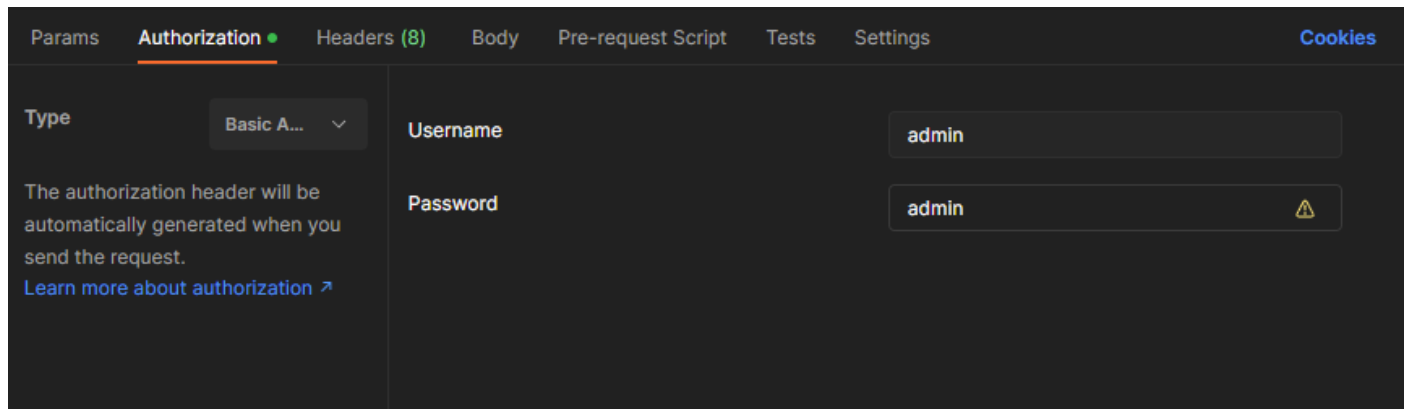 Params Authorization Headers (8) Body Pre-request Script Tests Settings Cookies
Type Basic A...
Username admin
The authorization header will be
automatically generated when you
send the request.
Learn more about authorization ↗
Password admin